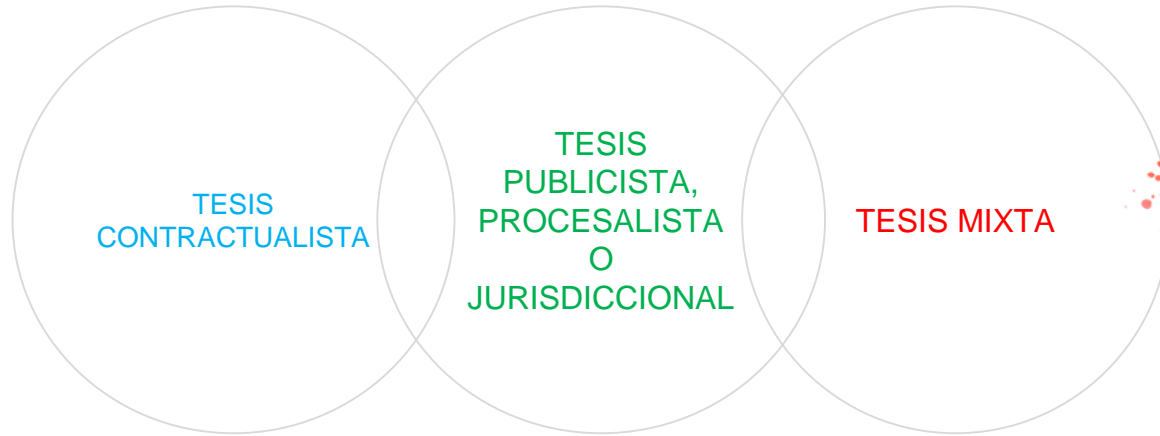 TESIS
CONTRACTUALISTA
TESIS
PUBLICISTA,
PROCESALISTA
O
JURISDICCIONAL
TESIS MIXTA